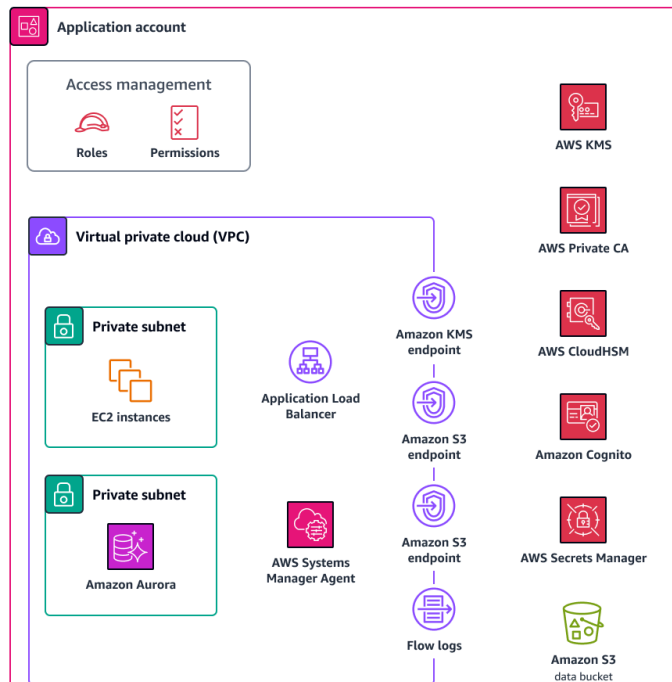 Application account
Access management
Roles
Permissions
AWS KMS
AWS Private CA
Virtual private cloud (VPC)
Private subnet
EC2 instances
Application Load
Balancer
Amazon KMS
endpoint
AWS CloudHSM
Amazon S3
endpoint
Amazon Cognito
Private subnet
Amazon Aurora
AWS Systems
Manager Agent
Amazon S3
endpoint
AWS Secrets Manager
Flow logs
Amazon S3
data bucket